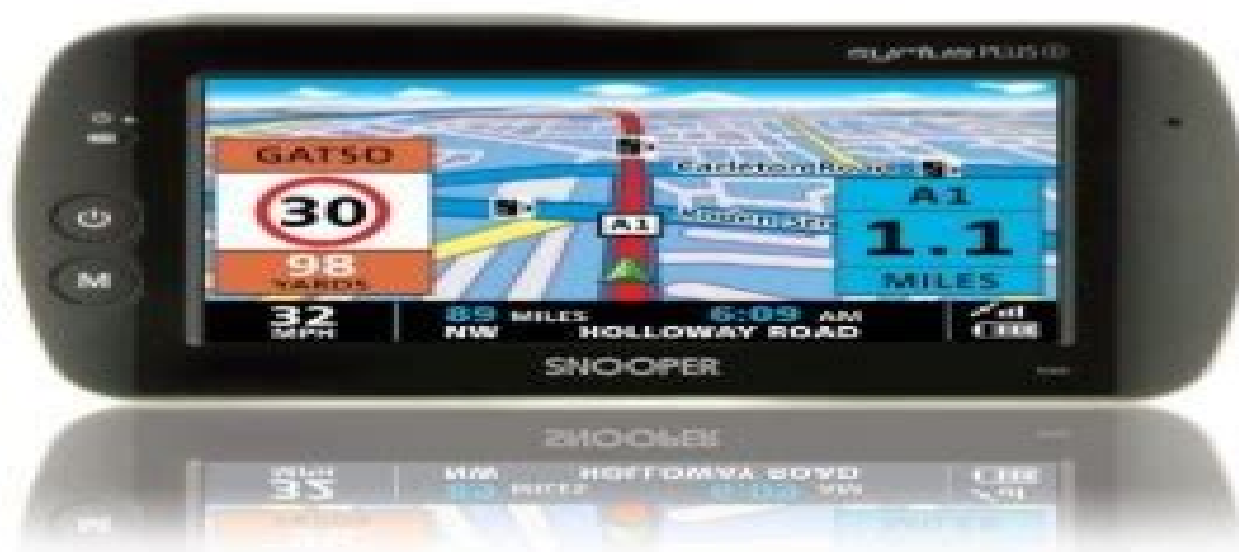 PLUS
GATSO
30
98
YARDS
A1
A1
1.1
MILES
32
MPH
89 MILES
6:09 AM
NW
HOLLOWAY ROAD
M
SNOOPER